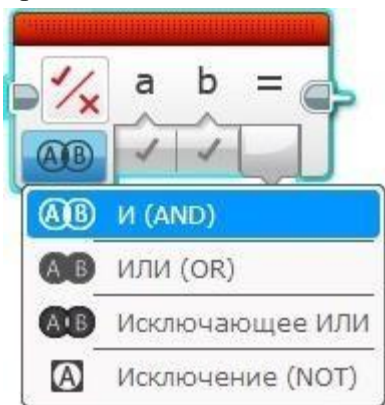 a b =
A B
A B И (AND)
A B ИЛИ (OR)
A B Исключающее ИЛИ
A Исключение (NOT)